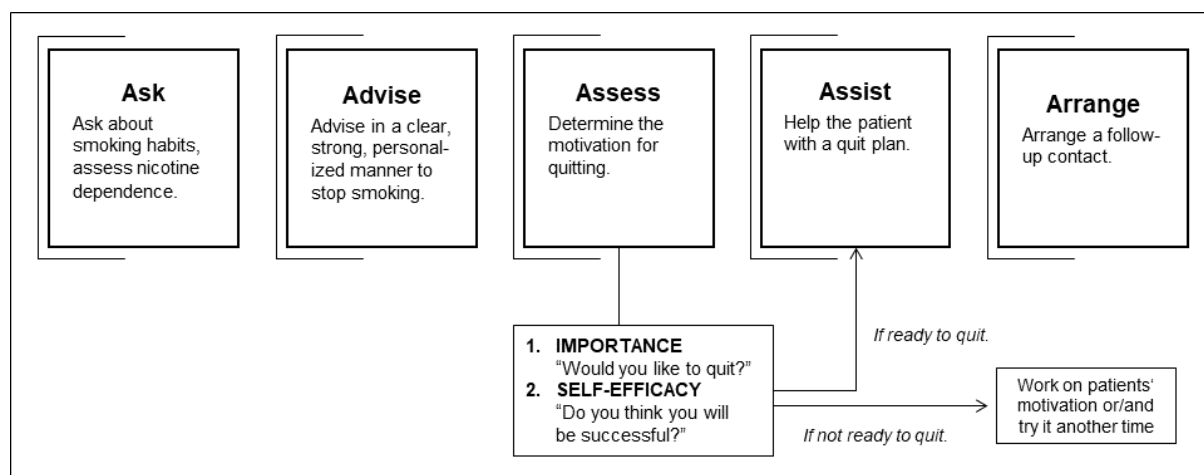 Ask
Ask about
smoking habits,
assess nicotine
dependence.
Advise
Advise in a clear,
strong, personal-
ized manner to
stop smoking.
Assess
Determine the
motivation for
quitting.
Assist
Help the patient
with a quit plan.
Arrange
Arrange a follow-
up contact.
1. IMPORTANCE
“Would you like to quit?”
2. SELF-EFFICACY
“Do you think you will
be successful?”
If ready to quit.
If not ready to quit.
Work on patients‘
motivation or/and
try it another time